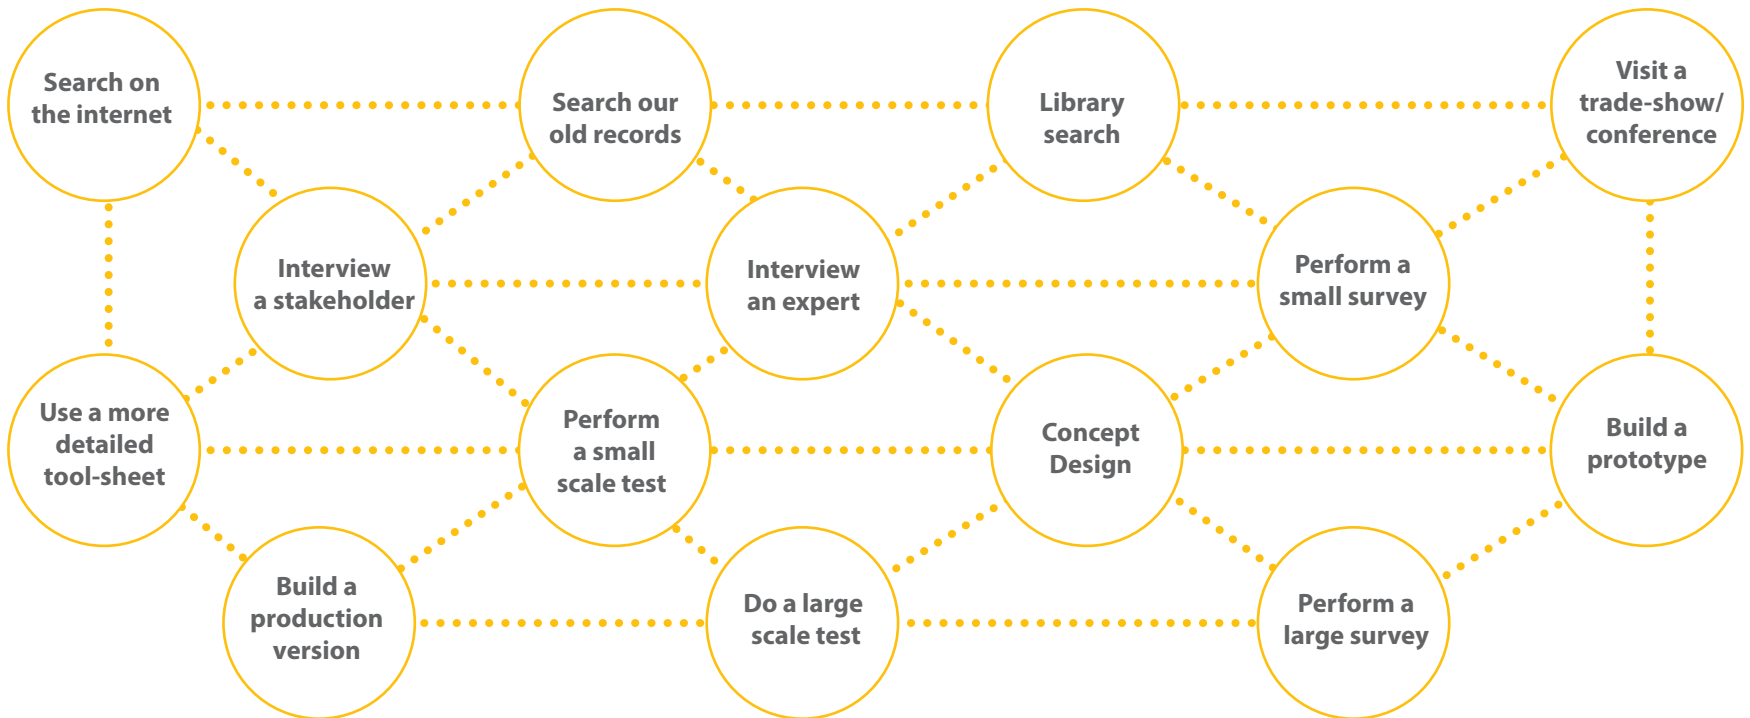 Search on
the internet
Search our
old records
Library
search
Visit a
trade-show/
conference
Interview
a stakeholder
Interview
an expert
Perform a
small survey
Use a more
detailed
tool-sheet
Perform
a small
scale test
Concept
Design
Build a
prototype
Build a
production
version
Do a large
scale test
Perform a
large survey